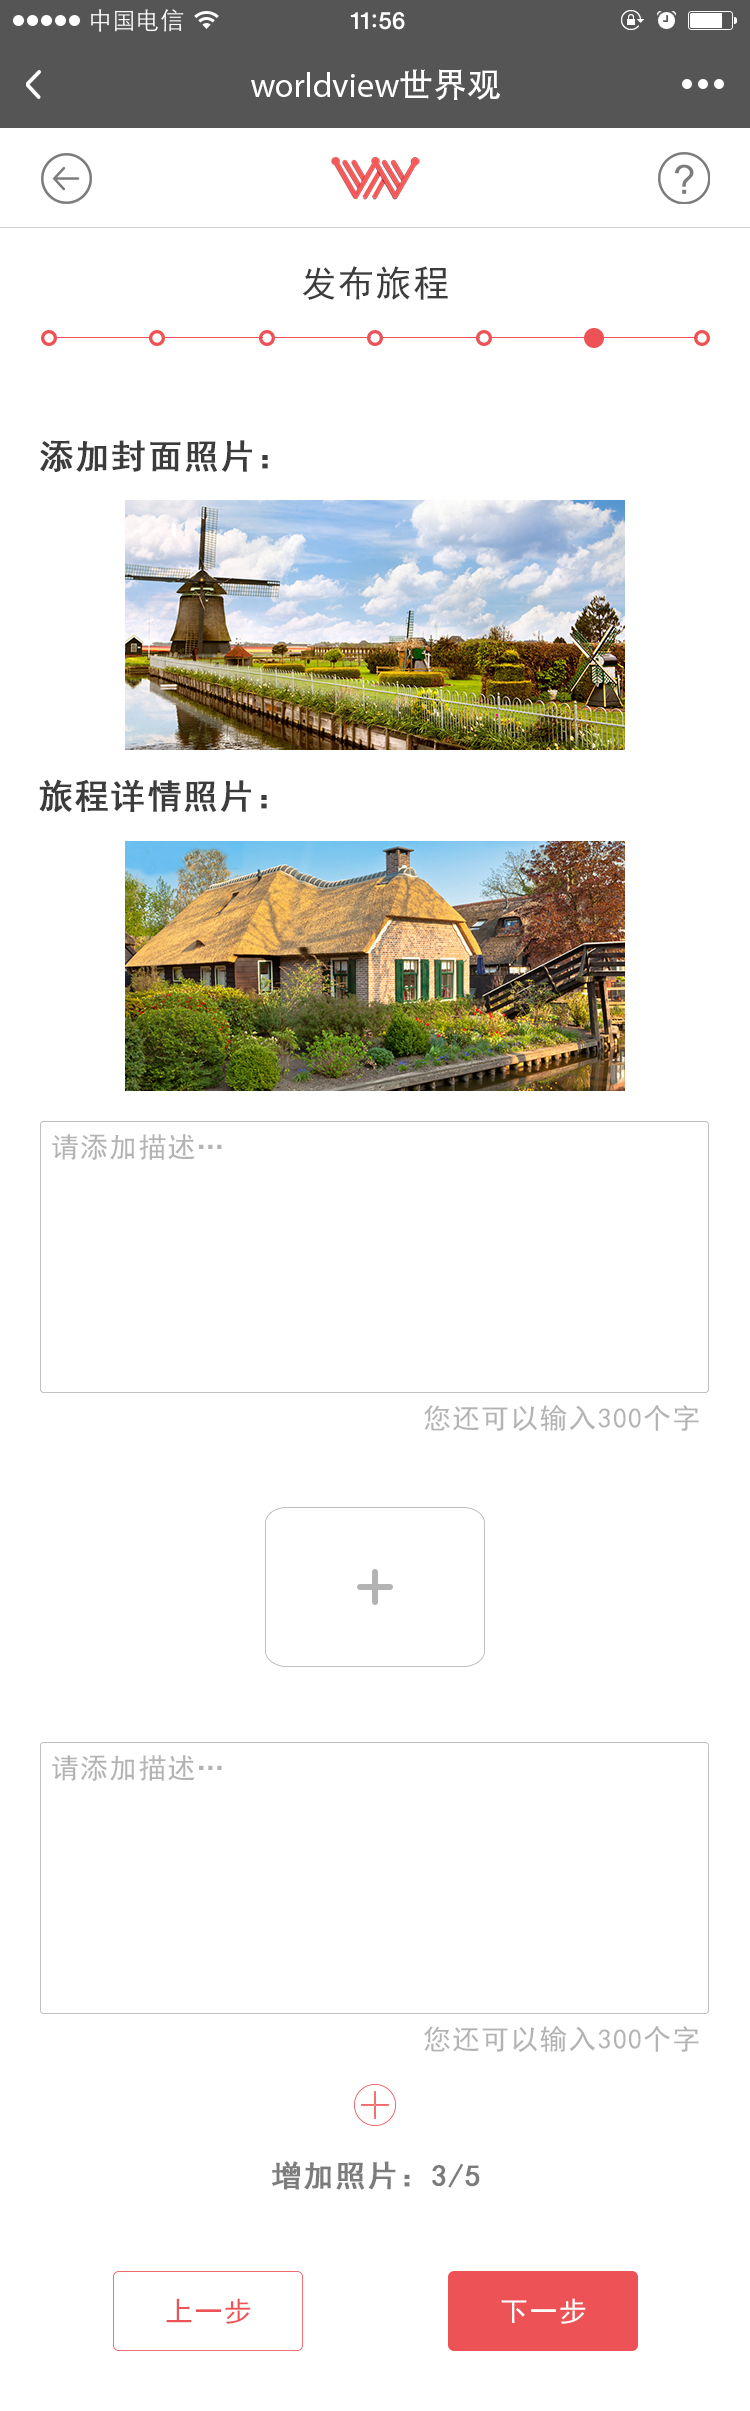 中国电信
11:56
worldview世界观
?
发布旅程
添加封面照片：
旅程详情照片：
请添加描述…
您还可以输入300个字
请添加描述…
您还可以输入300个字
增加照片：3/5
上一步
下一步